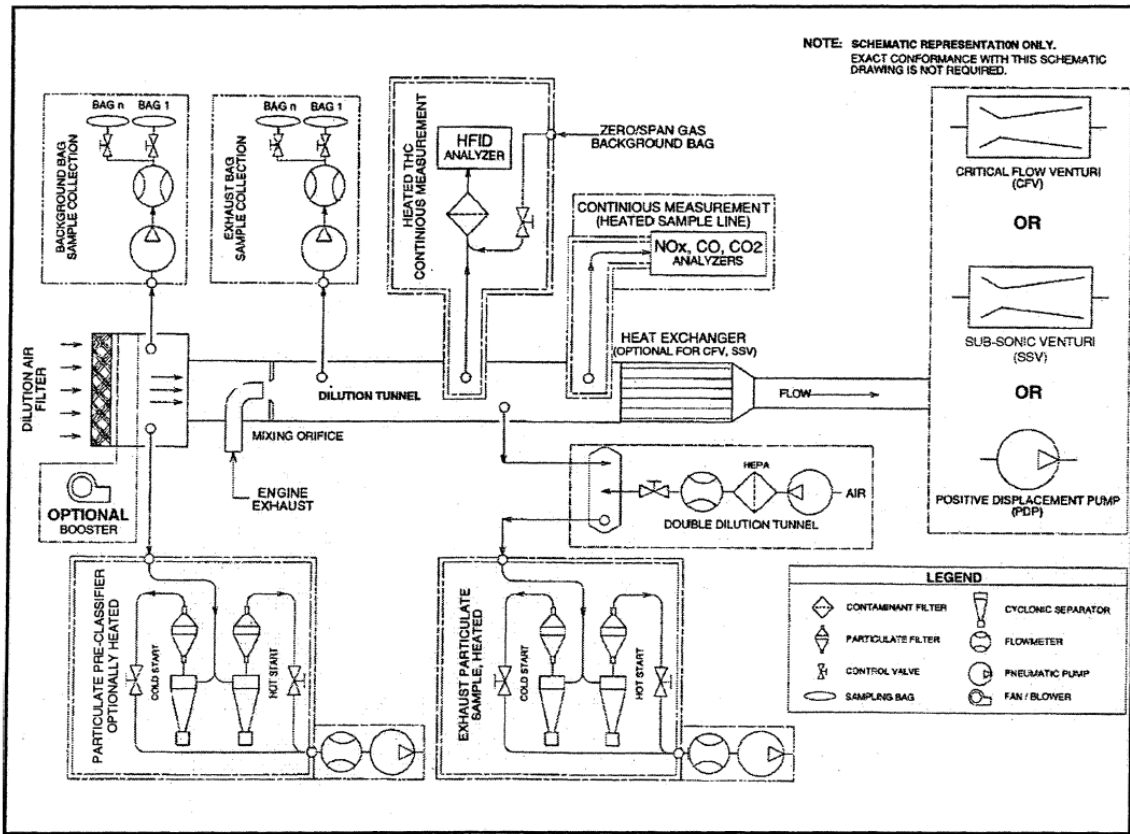 NOTE: SCHEMATIC REPRESENTATION ONLY.
EXACT CONFORMANCE WITH THIS SCHEMATIC
DRAWING IS NOT REQUIRED.
BACKGROUND BAG
SAMPLE COLLECTION
BAG n BAG 1
EXHAUST BAG
SAMPLE COLLECTION
BAG n BAG 1
HEATED THC
CONTINIOUS MEASUREMENT
HFID
ANALYZER
ZERO/SPAN GAS
BACKGROUND BAG
CONTINIOUS MEASUREMENT
(HEATED SAMPLE LINE)
NOx, CO, CO2
ANALYZERS
CRITICAL FLOW VENTURI
(CFV)
OR
SUB-SONIC VENTURI
(SSV)
OR
POSITIVE DISPLACEMENT PUMP
(PDP)
DILUTION AIR
FILTER
DILUTION TUNNEL
MIXING ORIFICE
HEAT EXCHANGER
(OPTIONAL FOR CFV, SSV)
FLOW
ENGINE
EXHAUST
OPTIONAL
BOOSTER
HEPA
AIR
DOUBLE DILUTION TUNNEL
PARTICULATE PRE-CLASSIFIER
OPTIONALLY HEATED
COLD START
HOT START
EXHAUST PARTICULATE
SAMPLE, HEATED
COLD START
HOT START
LEGEND
CONTAMINANT FILTER
PARTICULATE FILTER
CONTROL VALVE
SAMPLING BAG
CYCLONIC SEPARATOR
FLOWMETER
PNEUMATIC PUMP
FAN / BLOWER